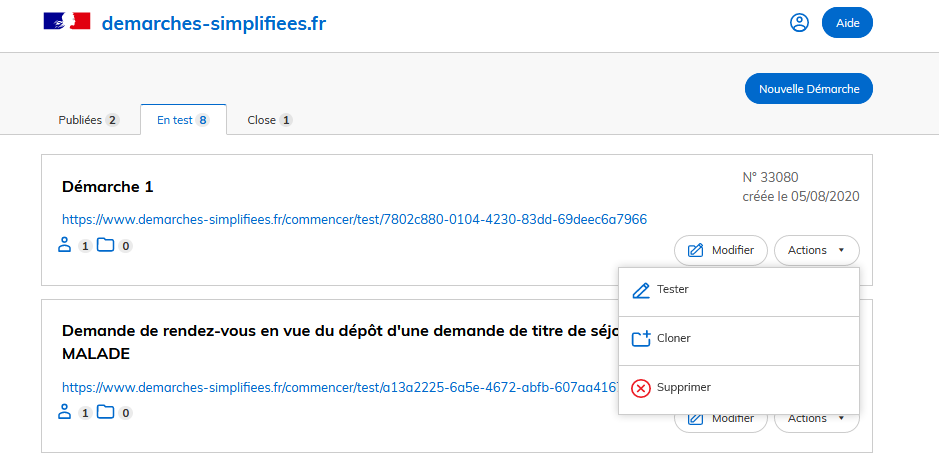 demarches-simplifiees.fr
Aide
Nouvelle Démarche
Publiées 2
En test 8
Close 1
Démarche 1
N° 33080
créée le 05/08/2020
https://www.demarches-simplifiees.fr/commencer/test/7802c880-0104-4230-83dd-69deec6a7966
1 0
Modifier
Actions
Tester
Cloner
Supprimer
Demande de rendez-vous en vue du dépôt d'une demande de titre de
MALADE
https://www.demarches-simplifiees.fr/commencer/test/a13a2225-6a5e-4672-abfb-607aa416
1 0
Modifier
Actions